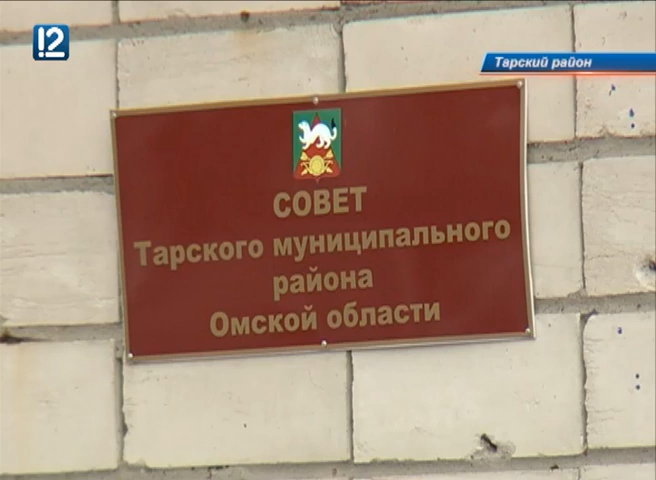 12
Тарский район
СОВЕТ
Тарского муниципального
района
Омской области